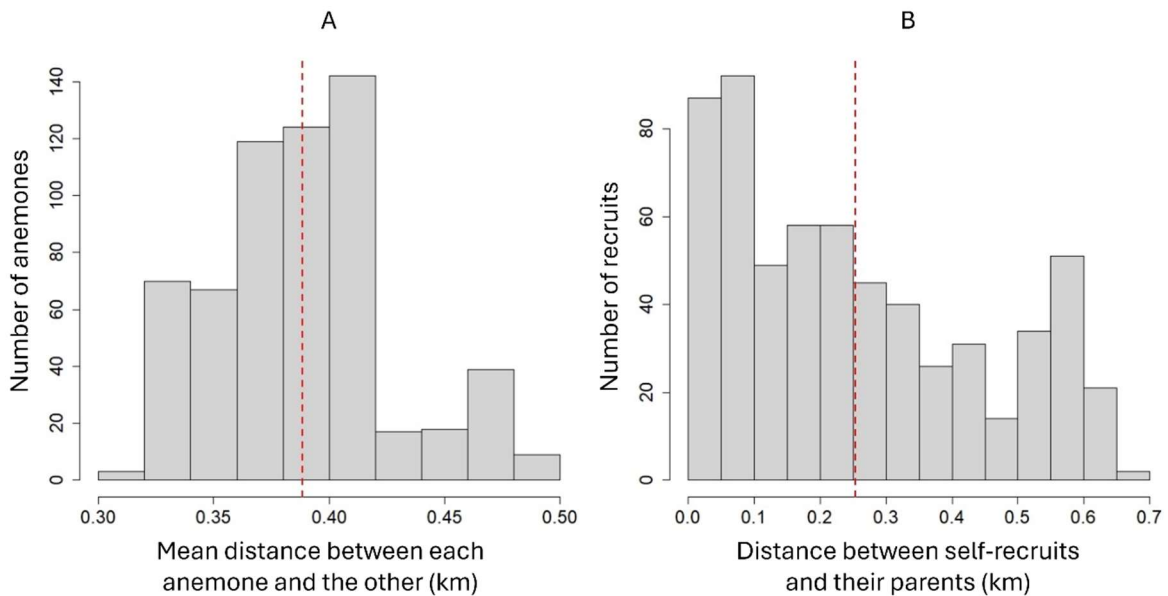 A
Number of anemones
0
20
40
60
80
100
120
140
0.30 0.35 0.40 0.45 0.50
Mean distance between each
anemone and the other (km)
B
Number of recruits
0
20
40
60
80
0.0 0.1 0.2 0.3 0.4 0.5 0.6 0.7
Distance between self-recruits
and their parents (km)